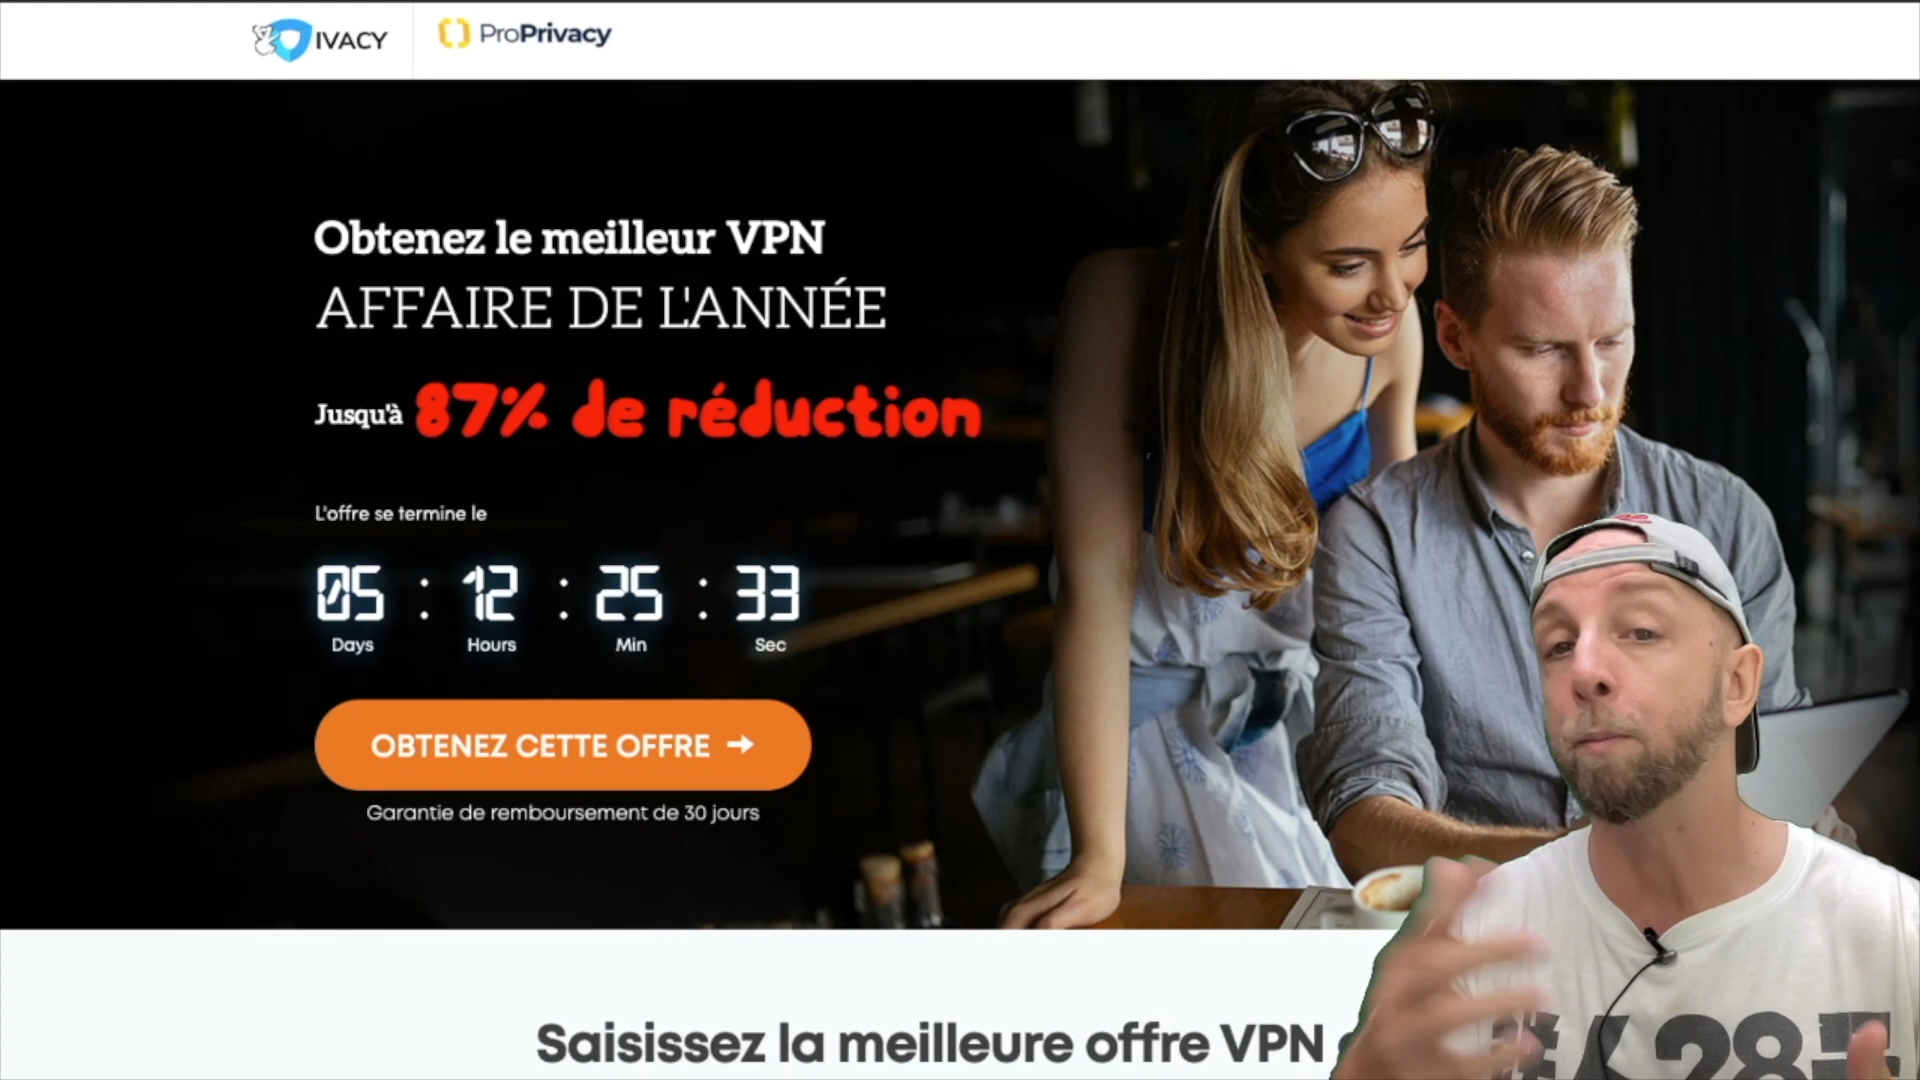 IVACY
ProPrivacy
Obtenez le meilleur VPN
AFFAIRE DE L'ANNÉE
Jusqu'à 87% de réduction
L'offre se termine le
05 : 12 : 25 : 33
Days Hours Min Sec
OBTENEZ CETTE OFFRE →
Garantie de remboursement de 30 jours
Saisissez la meilleure offre VPN
28